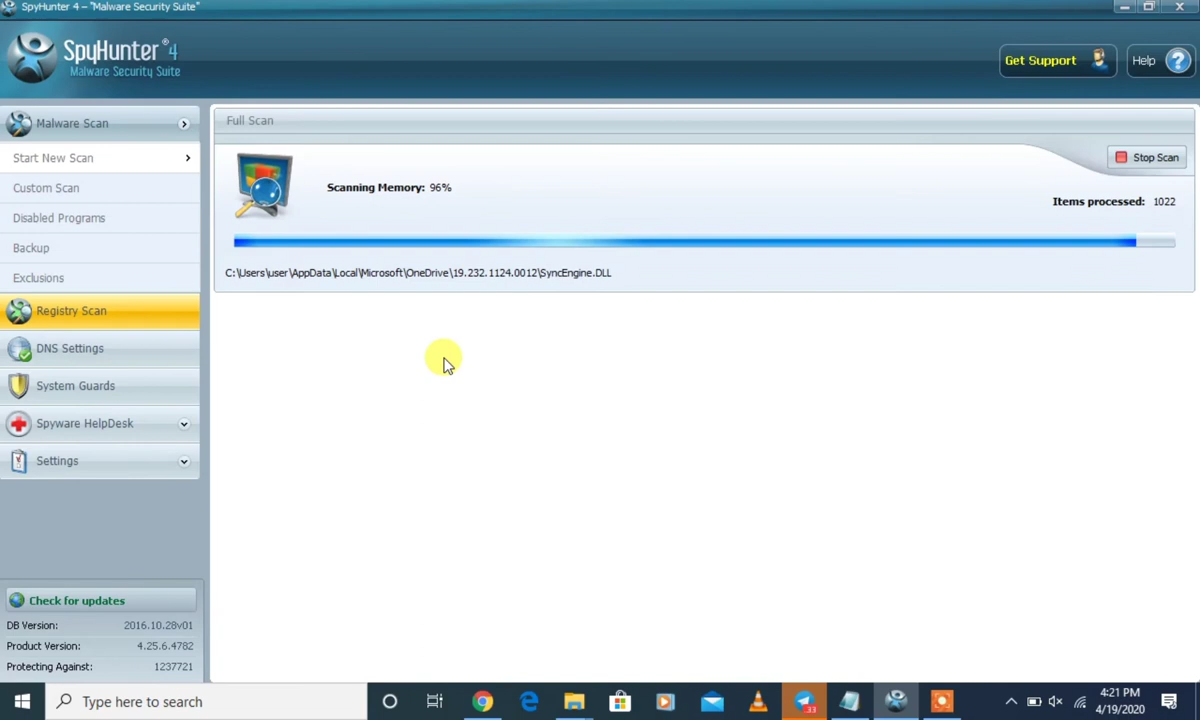 SpyHunter 4 – "Malware Security Suite"
SpyHunter® 4
Malware Security Suite
Get Support
Help
?
Malware Scan
Start New Scan
Custom Scan
Disabled Programs
Backup
Exclusions
Registry Scan
DNS Settings
System Guards
Spyware HelpDesk
Settings
Full Scan
Stop Scan
Scanning Memory: 96%
Items processed: 1022
C:\Users\user\AppData\Local\Microsoft\OneDrive\19.232.1124.0012\SyncEngine.DLL
Check for updates
DB Version: 2016.10.28v01
Product Version: 4.25.6.4782
Protecting Against: 1237721
Type here to search
33
4:21 PM
4/19/2020